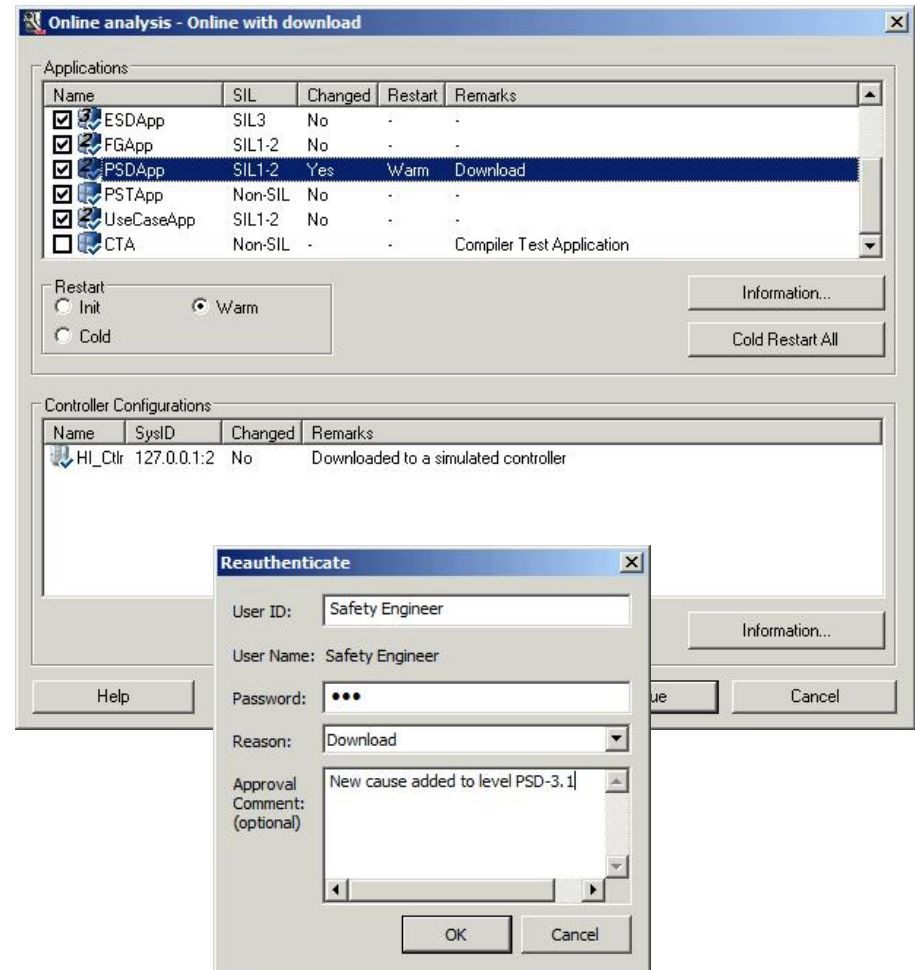 Online analysis - Online with download
Applications
Name SIL Changed Restart Remarks
ESDApp SIL3 No - -
FGApp SIL1-2 No - -
PSDApp SIL1-2 Yes Warm Download
PSTApp Non-SIL No - -
UseCaseApp SIL1-2 No - -
CTA Non-SIL - - Compiler Test Application
Restart
Init Warm
Cold
Information...
Cold Restart All
Controller Configurations
Name SysID Changed Remarks
HI_Ctlr 127.0.0.1:2 No Downloaded to a simulated controller
Information...
Help ue Cancel
Reauthenticate
User ID: Safety Engineer
User Name: Safety Engineer
Password: •••
Reason: Download
Approval
Comment:
(optional)
New cause added to level PSD-3.1
OK Cancel